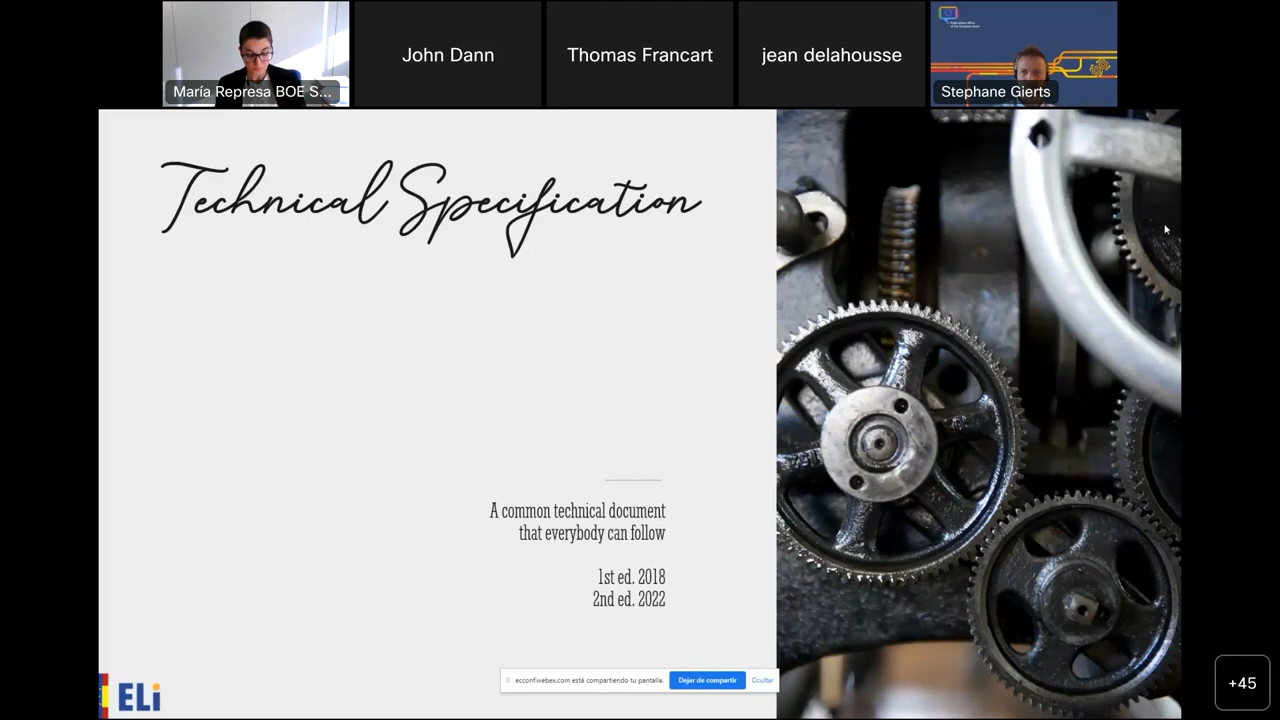 María Represa BOE S...
John Dann
Thomas Francart
jean delahousse
Stephane Gierts
Technical Specification
A common technical document
that everybody can follow
1st ed. 2018
2nd ed. 2022
ELi
ecconf.webex.com está compartiendo tu pantalla.
Dejar de compartir
Ocultar
+45